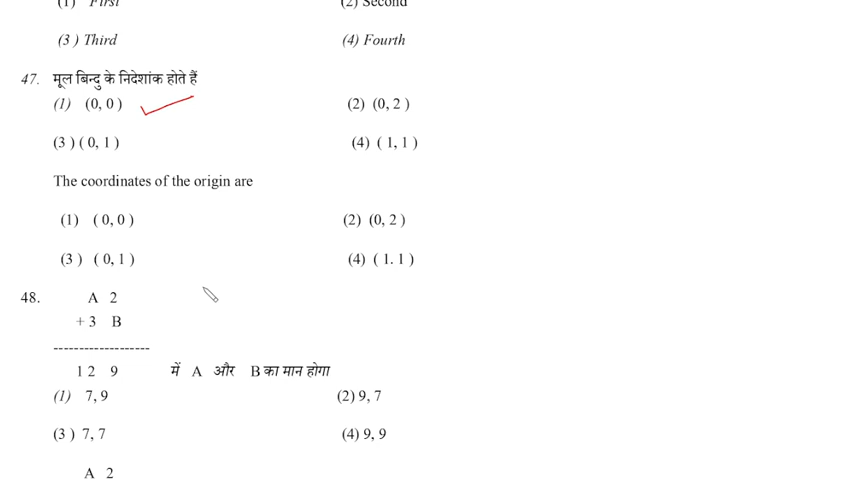 (1) First (2) Second
(3 ) Third (4) Fourth
47. मूल बिन्दु के निदेशांक होते हैं
(1) (0, 0 ) (2) (0, 2 )
(3 ) ( 0, 1 ) (4) ( 1, 1 )
The coordinates of the origin are
(1) ( 0, 0 ) (2) (0, 2 )
(3 ) ( 0, 1 ) (4) ( 1. 1 )
48. A 2
+ 3 B
-------------------
1 2 9 में A और B का मान होगा
(1) 7, 9 (2) 9, 7
(3 ) 7, 7 (4) 9, 9
A 2